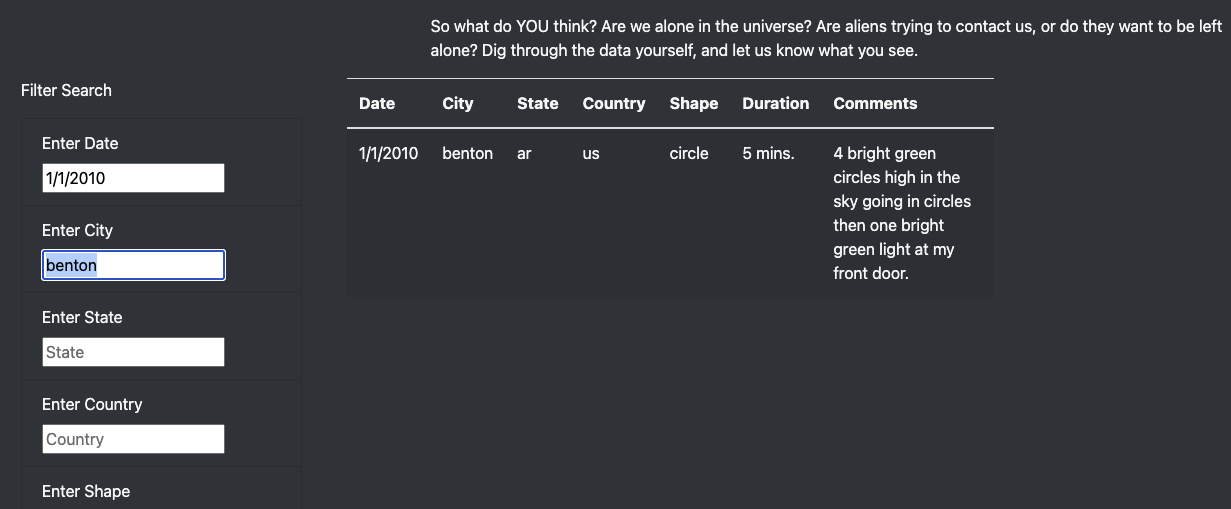 So what do YOU think? Are we alone in the universe? Are aliens trying to contact us, or do they want to be left
alone? Dig through the data yourself, and let us know what you see.
Filter Search
Enter Date
1/1/2010
Enter City
benton
Enter State
State
Enter Country
Country
Enter Shape
Date City State Country Shape Duration Comments
1/1/2010 benton ar us circle 5 mins. 4 bright green
circles high in the
sky going in circles
then one bright
green light at my
front door.